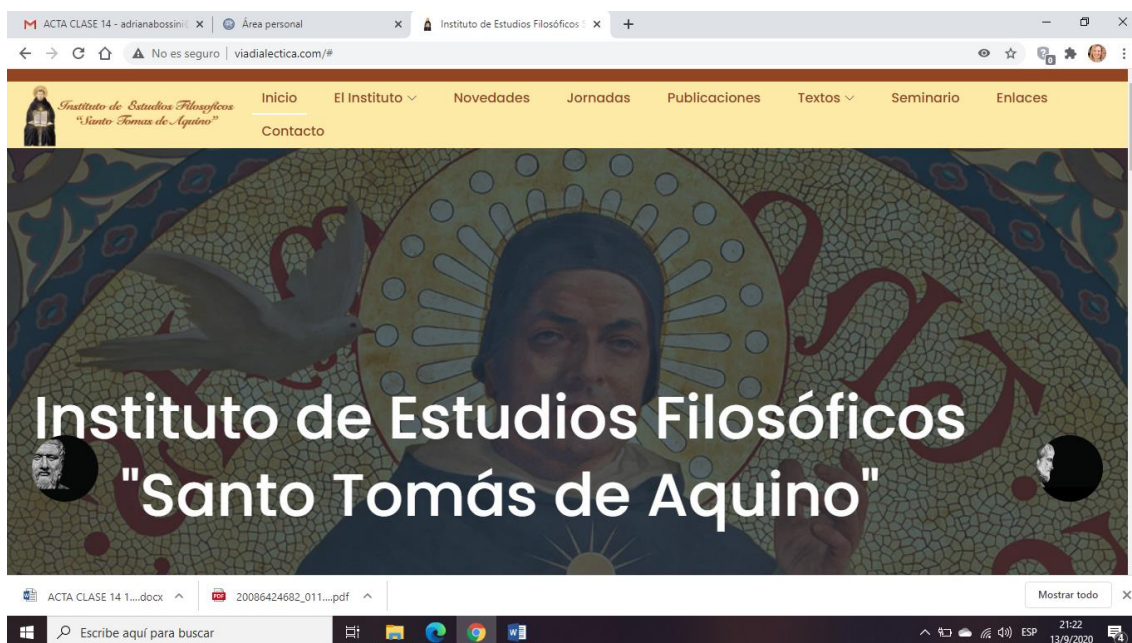 ACTA CLASE 14 - adrianabossini
Área personal
Instituto de Estudios Filosóficos
No es seguro | viadialectica.com/#
Instituto de Estudios Filosoficos
"Santo Tomas de Aquino"
Inicio El Instituto Novedades Jornadas Publicaciones Textos Seminario Enlaces
Contacto
Instituto de Estudios Filosóficos
"Santo Tomás de Aquino"
ACTA CLASE 14 1....docx
20086424682_011....pdf
Mostrar todo
Escribe aquí para buscar
ESP
21:22
13/9/2020
4